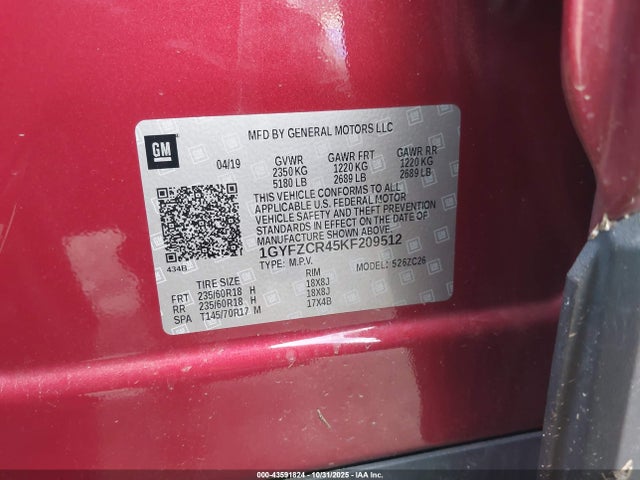 GM
MFD BY GENERAL MOTORS LLC
04/19 GVWR GAWR FRT GAWR RR
2350 KG 1220 KG 1220 KG
5180 LB 2689 LB 2689 LB
THIS VEHICLE CONFORMS TO ALL
APPLICABLE U.S. FEDERAL MOTOR
VEHICLE SAFETY AND THEFT PREVENTION
STANDARDS IN EFFECT ON THE DATE OF
MANUFACTURE SHOWN ABOVE.
1GYFZCR45KF209512
434B TYPE: M.P.V. MODEL: 526ZC26
TIRE SIZE RIM
FRT 235/60R18 H 18X8J
RR 235/60R18 H 18X8J
SPA T145/70R17 M 17X4B
000-43591824 | 10/31/2025 | IAA Inc.